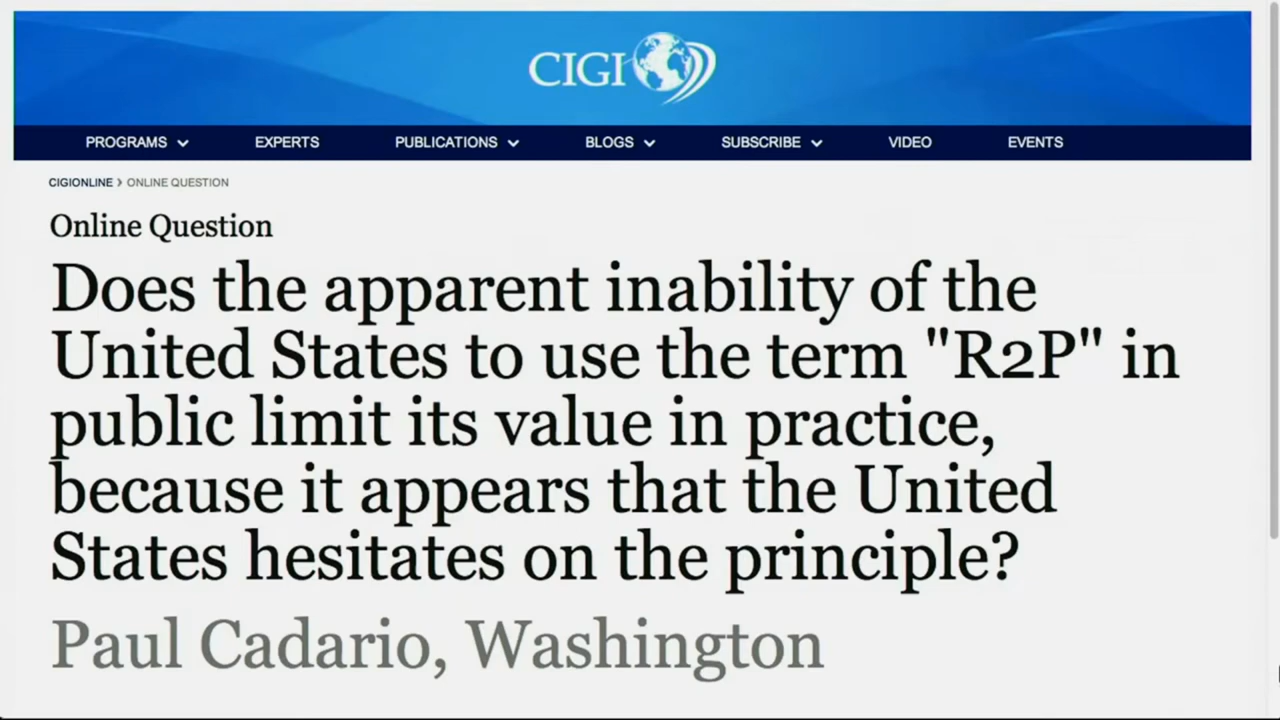 CIGI
PROGRAMS EXPERTS PUBLICATIONS BLOGS SUBSCRIBE VIDEO EVENTS
CIGIONLINE › ONLINE QUESTION
Online Question
Does the apparent inability of the
United States to use the term "R2P" in
public limit its value in practice,
because it appears that the United
States hesitates on the principle?
Paul Cadario, Washington